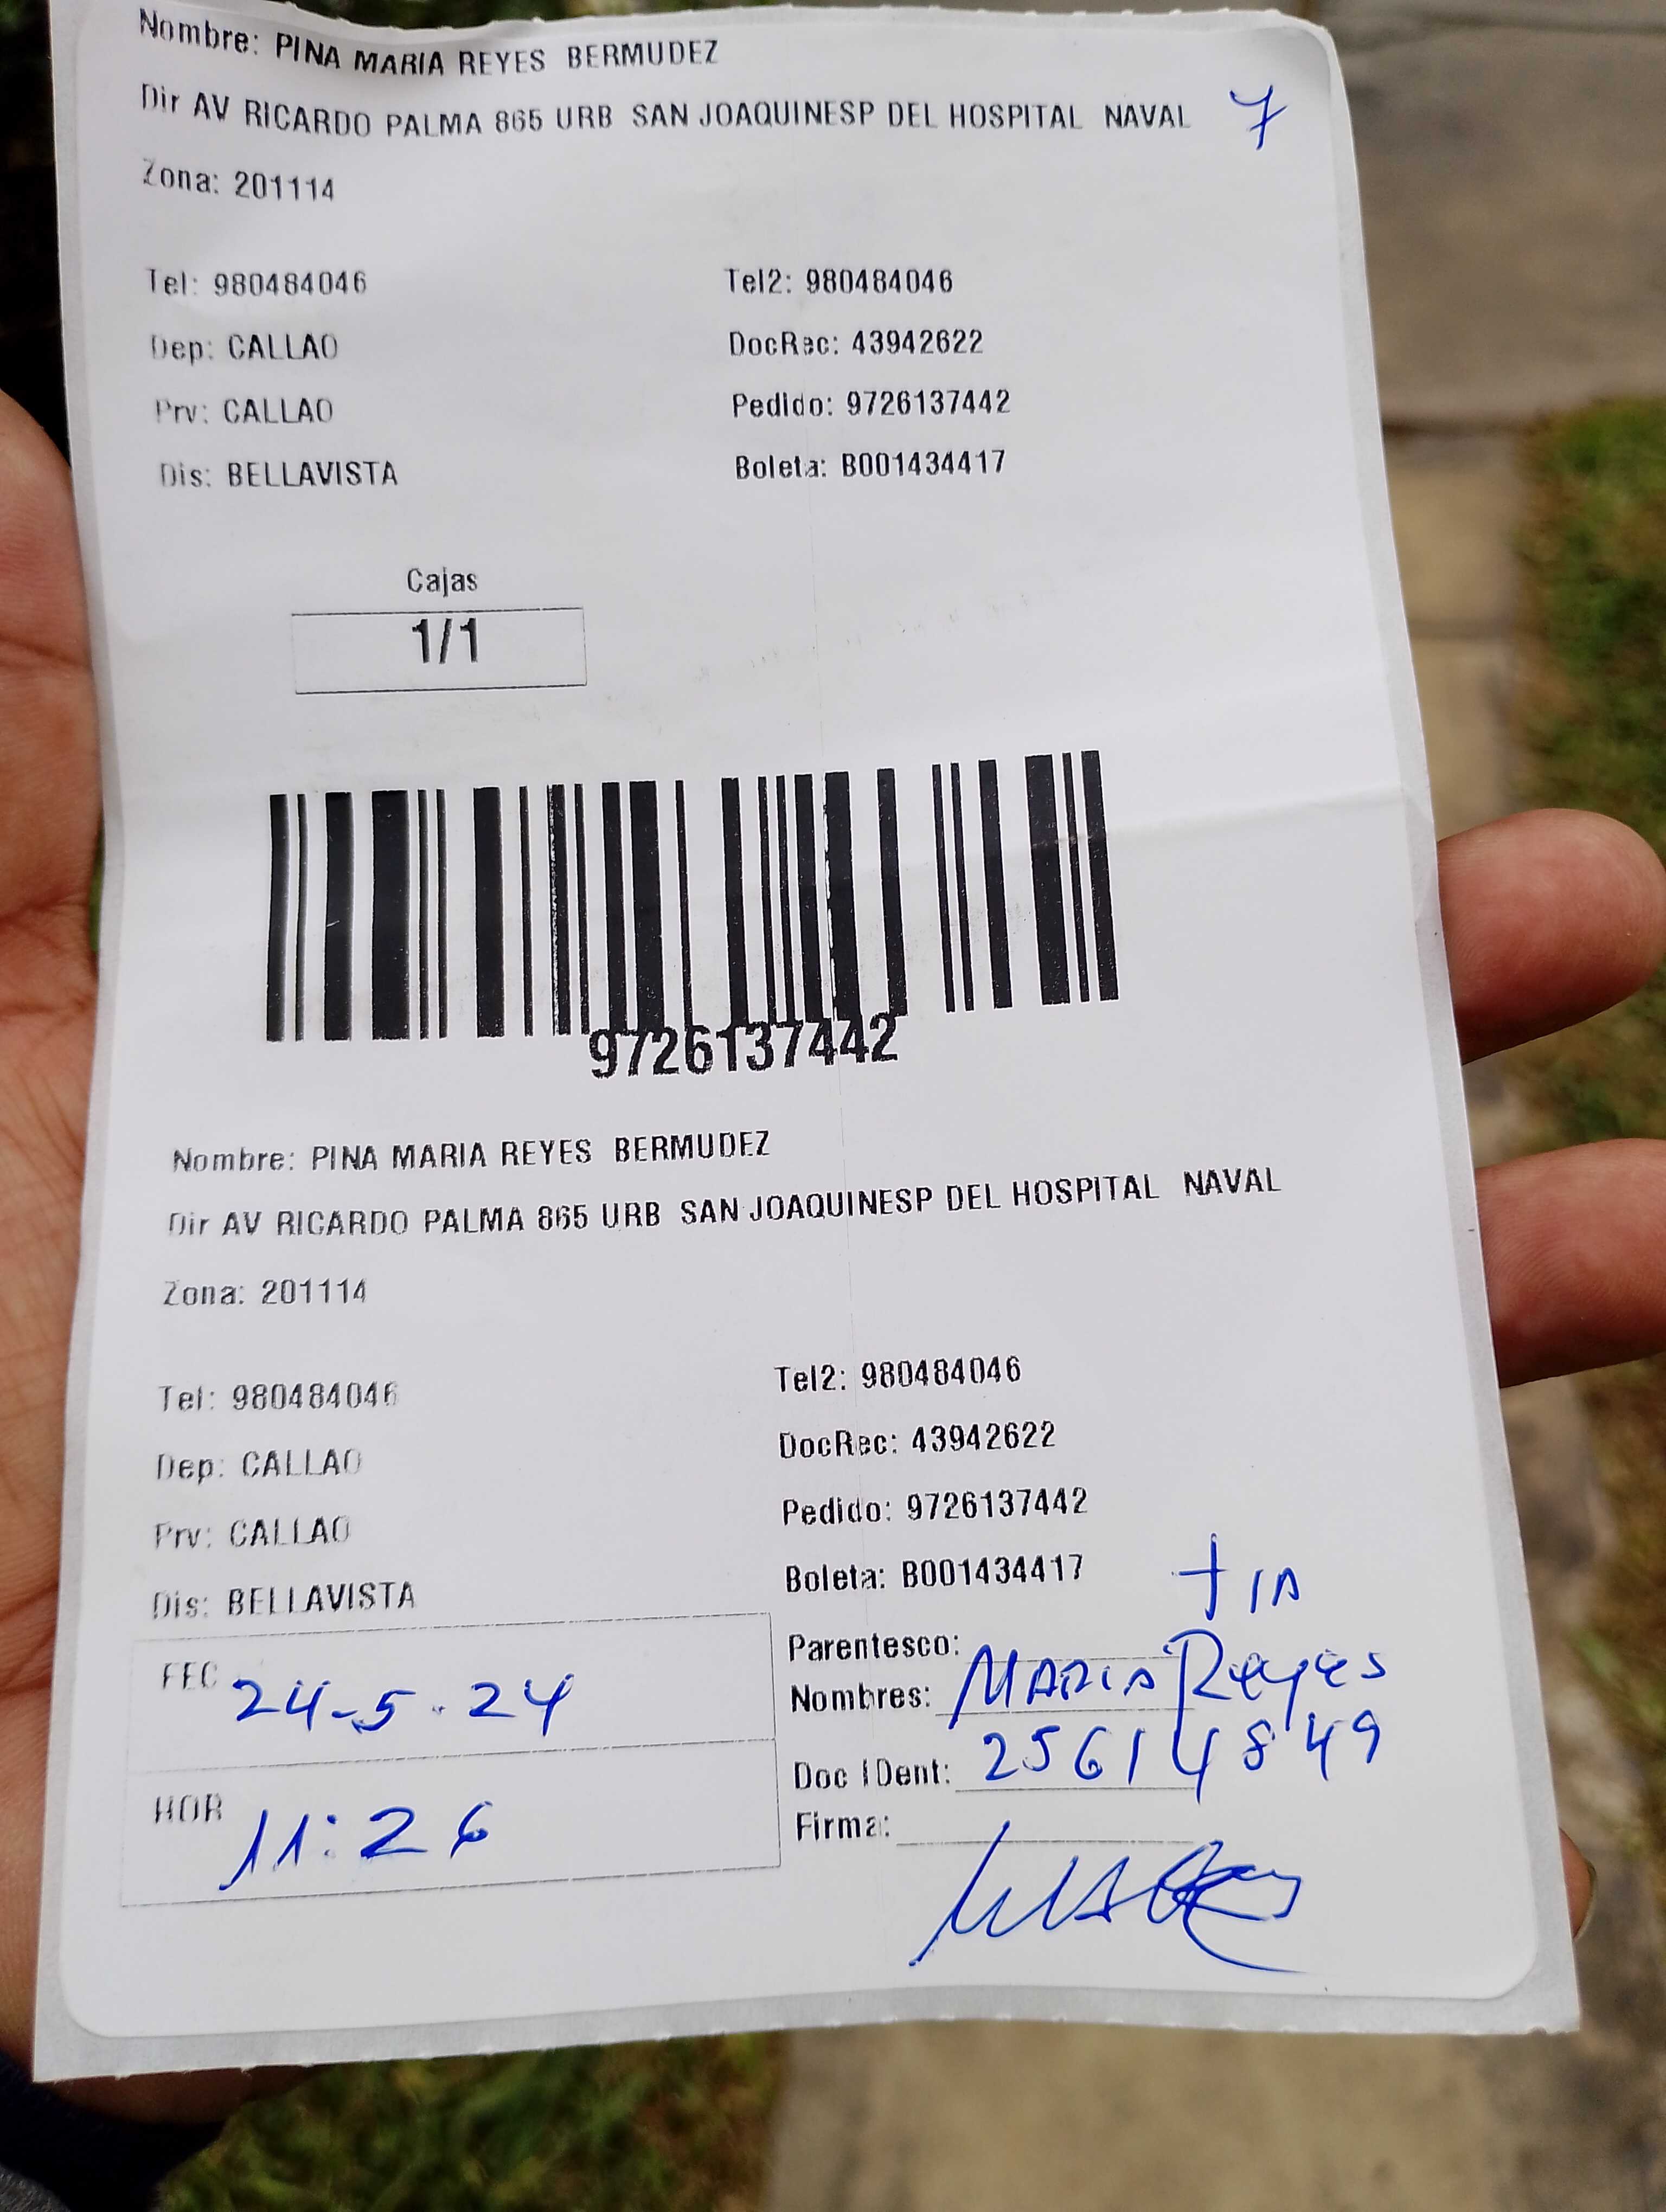 Nombre: PINA MARIA REYES BERMUDEZ
Dir AV RICARDO PALMA 865 URB SAN JOAQUINESP DEL HOSPITAL NAVAL 7
Zona: 201114
Tel: 980484046 Tel2: 980484046
Dep: CALLAO DocRec: 43942622
Prv: CALLAO Pedido: 9726137442
Dis: BELLAVISTA Boleta: B001434417
Cajas
1/1
9726137442
Nombre: PINA MARIA REYES BERMUDEZ
Dir AV RICARDO PALMA 865 URB SAN JOAQUINESP DEL HOSPITAL NAVAL
Zona: 201114
Tel: 980484046 Tel2: 980484046
Dep: CALLAO DocRec: 43942622
Prv: CALLAO Pedido: 9726137442
Dis: BELLAVISTA Boleta: B001434417
FEC 24-5-24
HOR 11:26
Parentesco: tIA
Nombres: MARIA Reyes
Doc IDent: 25614849
Firma: